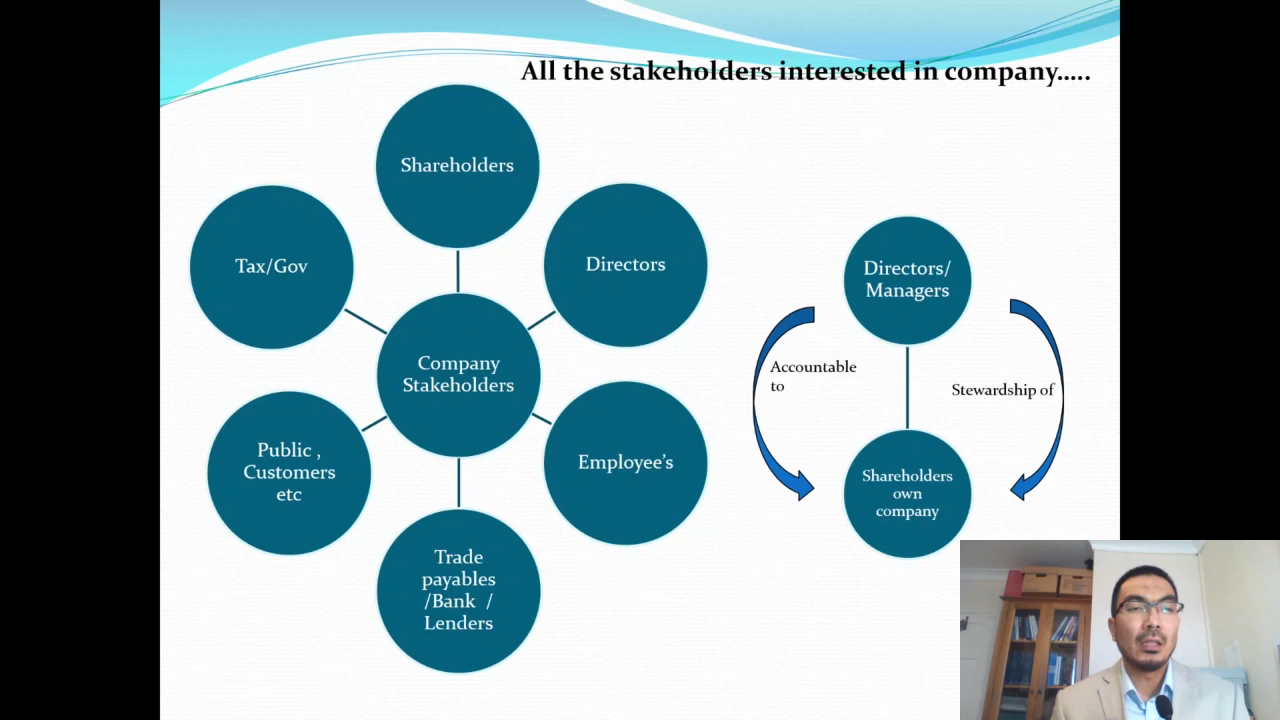 All the stakeholders interested in company.....
Shareholders
Tax/Gov
Directors
Company
Stakeholders
Public ,
Customers
etc
Employee’s
Trade
payables
/Bank /
Lenders
Directors/
Managers
Accountable
to
Stewardship of
Shareholders
own
company